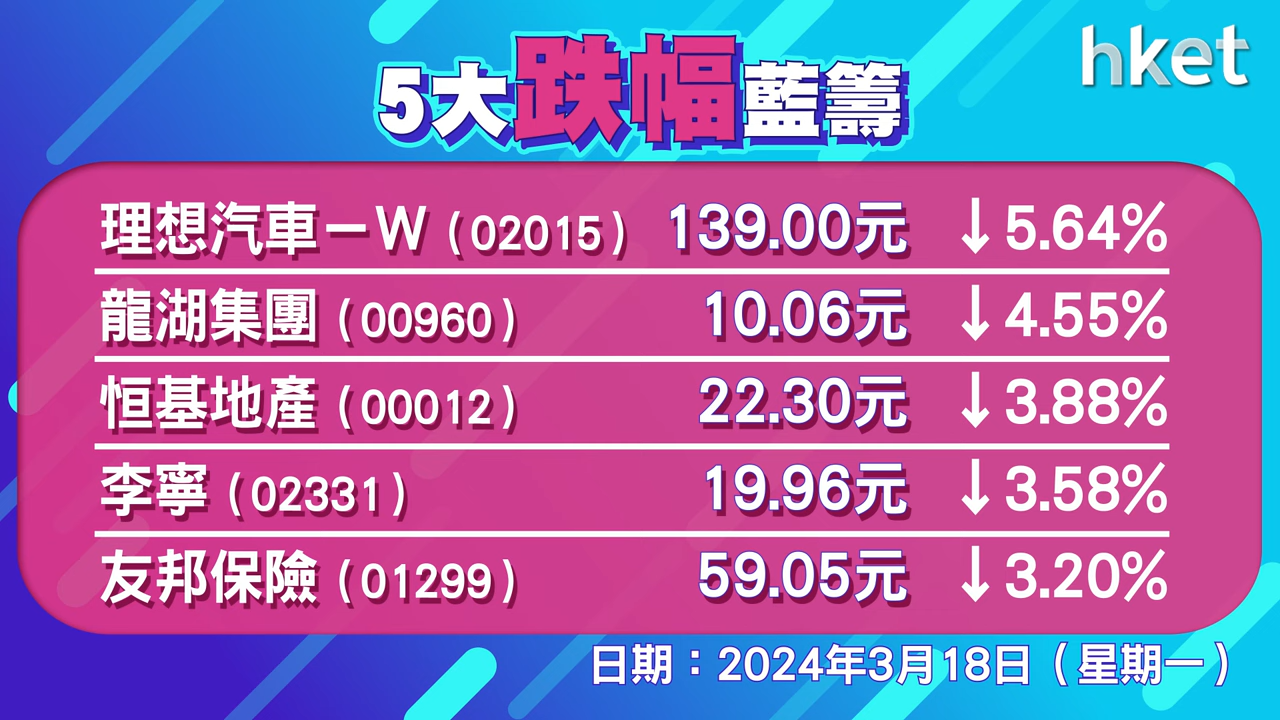 hket
5大跌幅藍籌
理想汽車－W（02015） 139.00元 ↓5.64%
龍湖集團（00960） 10.06元 ↓4.55%
恒基地產（00012） 22.30元 ↓3.88%
李寧（02331） 19.96元 ↓3.58%
友邦保險（01299） 59.05元 ↓3.20%
日期：2024年3月18日（星期一）